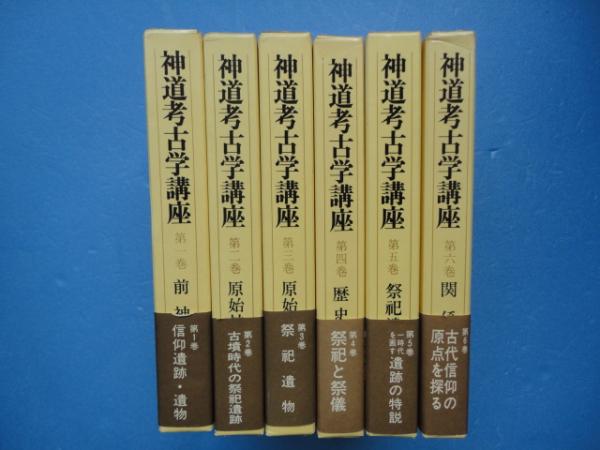 神道考古学講座
第一巻
前
第1巻
信仰遺跡・遺物
神道考古学講座
第二巻
原始
第2巻
古墳時代の祭祀遺跡
神道考古学講座
第三巻
原始
第3巻
祭祀遺物
神道考古学講座
第四巻
歴史
第4巻
祭祀と祭儀
神道考古学講座
第五巻
祭祀
第5巻
一時代を画す
遺跡の特説
神道考古学講座
第六巻
関
第6巻
古代信仰の
原点を探る